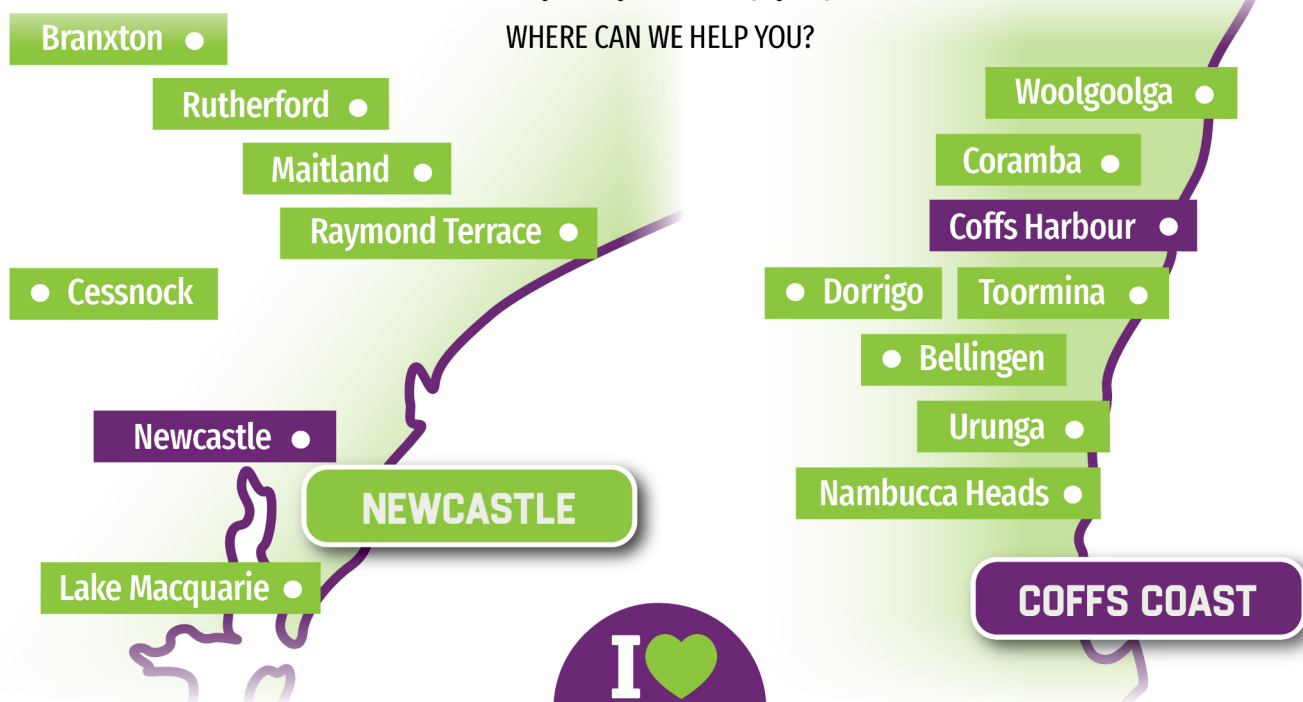 WHERE CAN WE HELP YOU?
Branxton
Rutherford
Maitland
Raymond Terrace
Cessnock
Newcastle
NEWCASTLE
Lake Macquarie
Woolgoolga
Coramba
Coffs Harbour
Dorrigo
Toormina
Bellingen
Urunga
Nambucca Heads
COFFS COAST
I